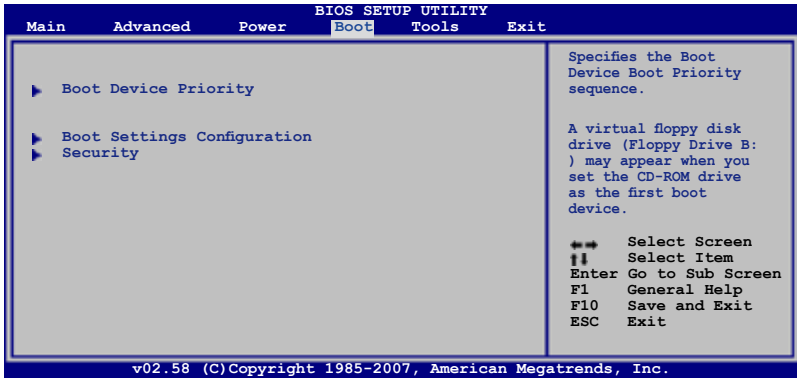 BIOS SETUP UTILITY
Main Advanced Power Boot Tools Exit
Boot Device Priority
Boot Settings Configuration
Security
Specifies the Boot
Device Boot Priority
sequence.
A virtual floppy disk
drive (Floppy Drive B:
) may appear when you
set the CD-ROM drive
as the first boot
device.
←→ Select Screen
↑↓ Select Item
Enter Go to Sub Screen
F1 General Help
F10 Save and Exit
ESC Exit
v02.58 (C)Copyright 1985-2007, American Megatrends, Inc.